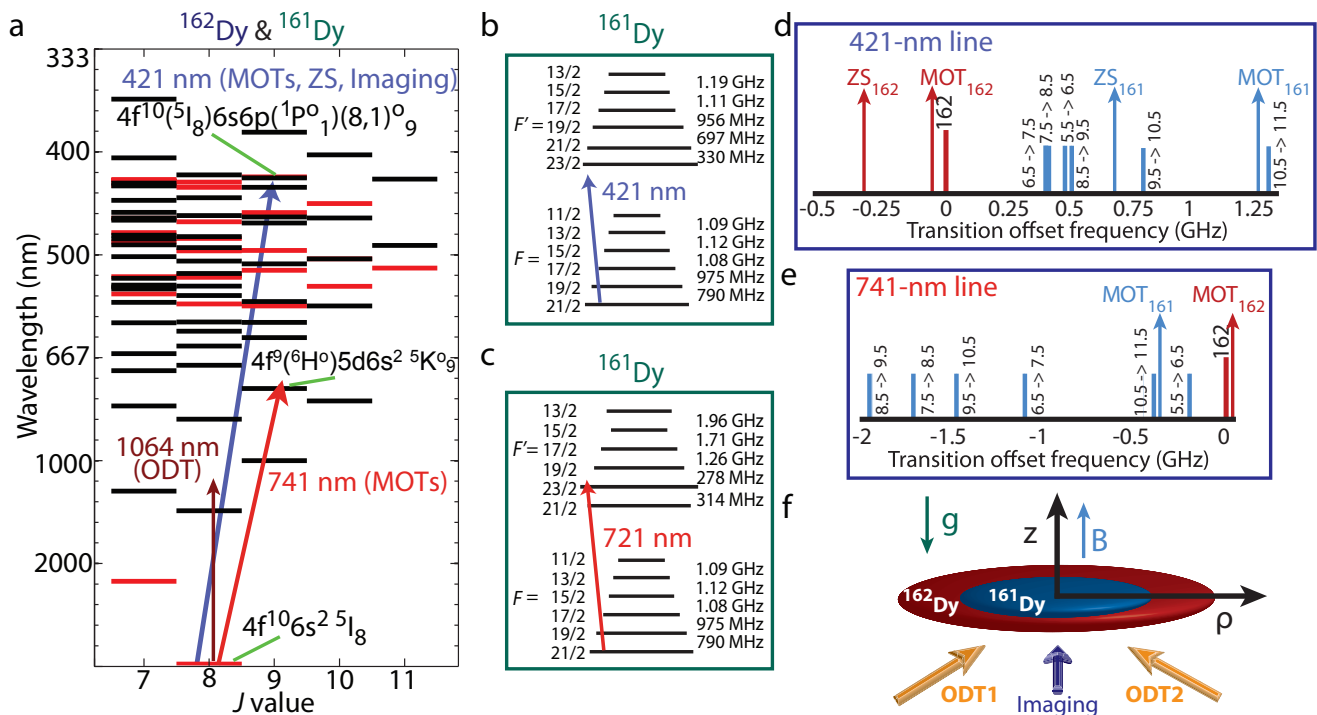 a
162Dy & 161Dy
333
400
500
667
1000
2000
Wavelength (nm)
421 nm (MOTs, ZS, Imaging)
4f10(5I8)6s6p(1Po1)(8,1)o9
4f9(6Ho)5d6s2 5Ko9
1064 nm
(ODT)
741 nm (MOTs)
4f106s2 5I8
7 8 9 10 11
J value
b
161Dy
13/2
15/2 1.19 GHz
17/2 1.11 GHz
F' = 19/2 956 MHz
21/2 697 MHz
23/2 330 MHz
421 nm
11/2
13/2 1.09 GHz
15/2 1.12 GHz
F = 17/2 1.08 GHz
19/2 975 MHz
21/2 790 MHz
c
161Dy
13/2
15/2 1.96 GHz
F'= 17/2 1.71 GHz
19/2 1.26 GHz
23/2 278 MHz
21/2 314 MHz
721 nm
11/2
13/2 1.09 GHz
F = 15/2 1.12 GHz
17/2 1.08 GHz
19/2 975 MHz
21/2 790 MHz
d
421-nm line
ZS162 MOT162 ZS161 MOT161
162
6.5 -> 7.5
7.5 -> 8.5
5.5 -> 6.5
8.5 -> 9.5
9.5 -> 10.5
10.5 -> 11.5
-0.5 -0.25 0 0.25 0.5 0.75 1 1.25
Transition offset frequency (GHz)
e
741-nm line
MOT161 MOT162
8.5 -> 9.5
7.5 -> 8.5
9.5 -> 10.5
6.5 -> 7.5
10.5 -> 11.5
5.5 -> 6.5
162
-2 -1.5 -1 -0.5 0
Transition offset frequency (GHz)
f
g
z
B
162Dy
161Dy
ρ
ODT1
Imaging
ODT2